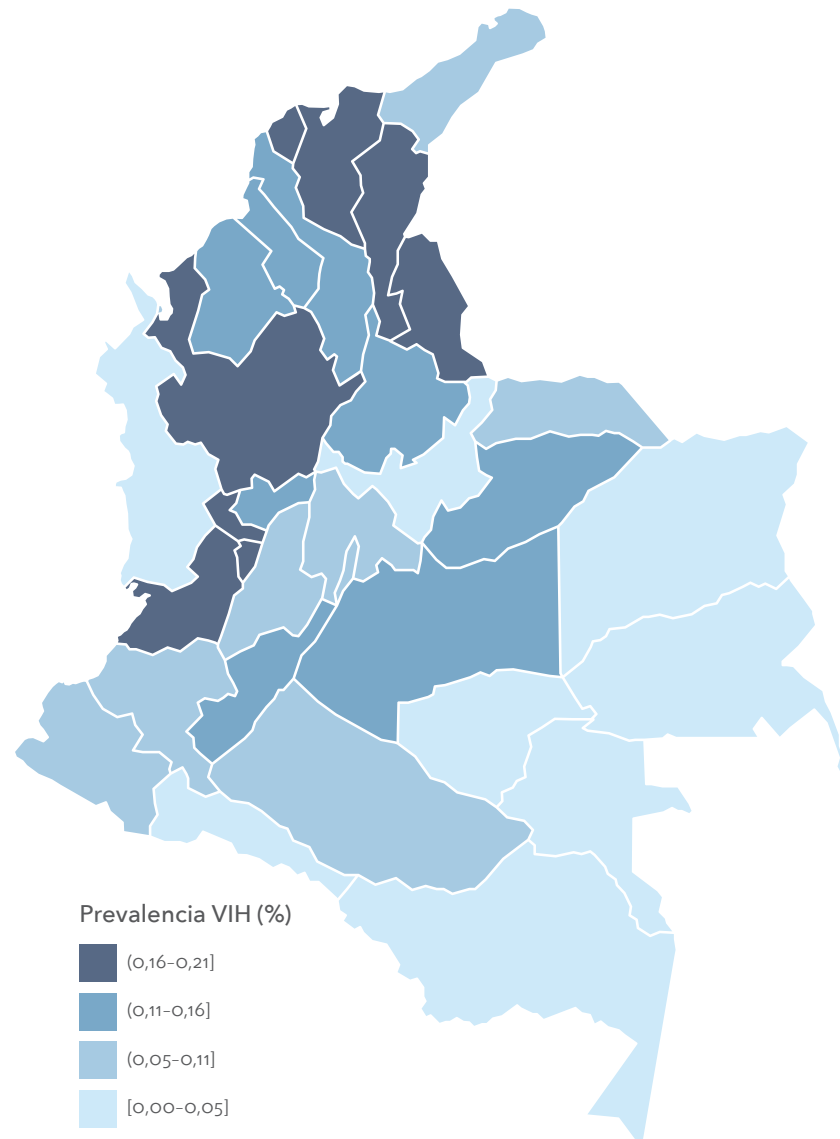 Prevalencia VIH (%)
(0,16-0,21]
(0,11-0,16]
(0,05-0,11]
[0,00-0,05]